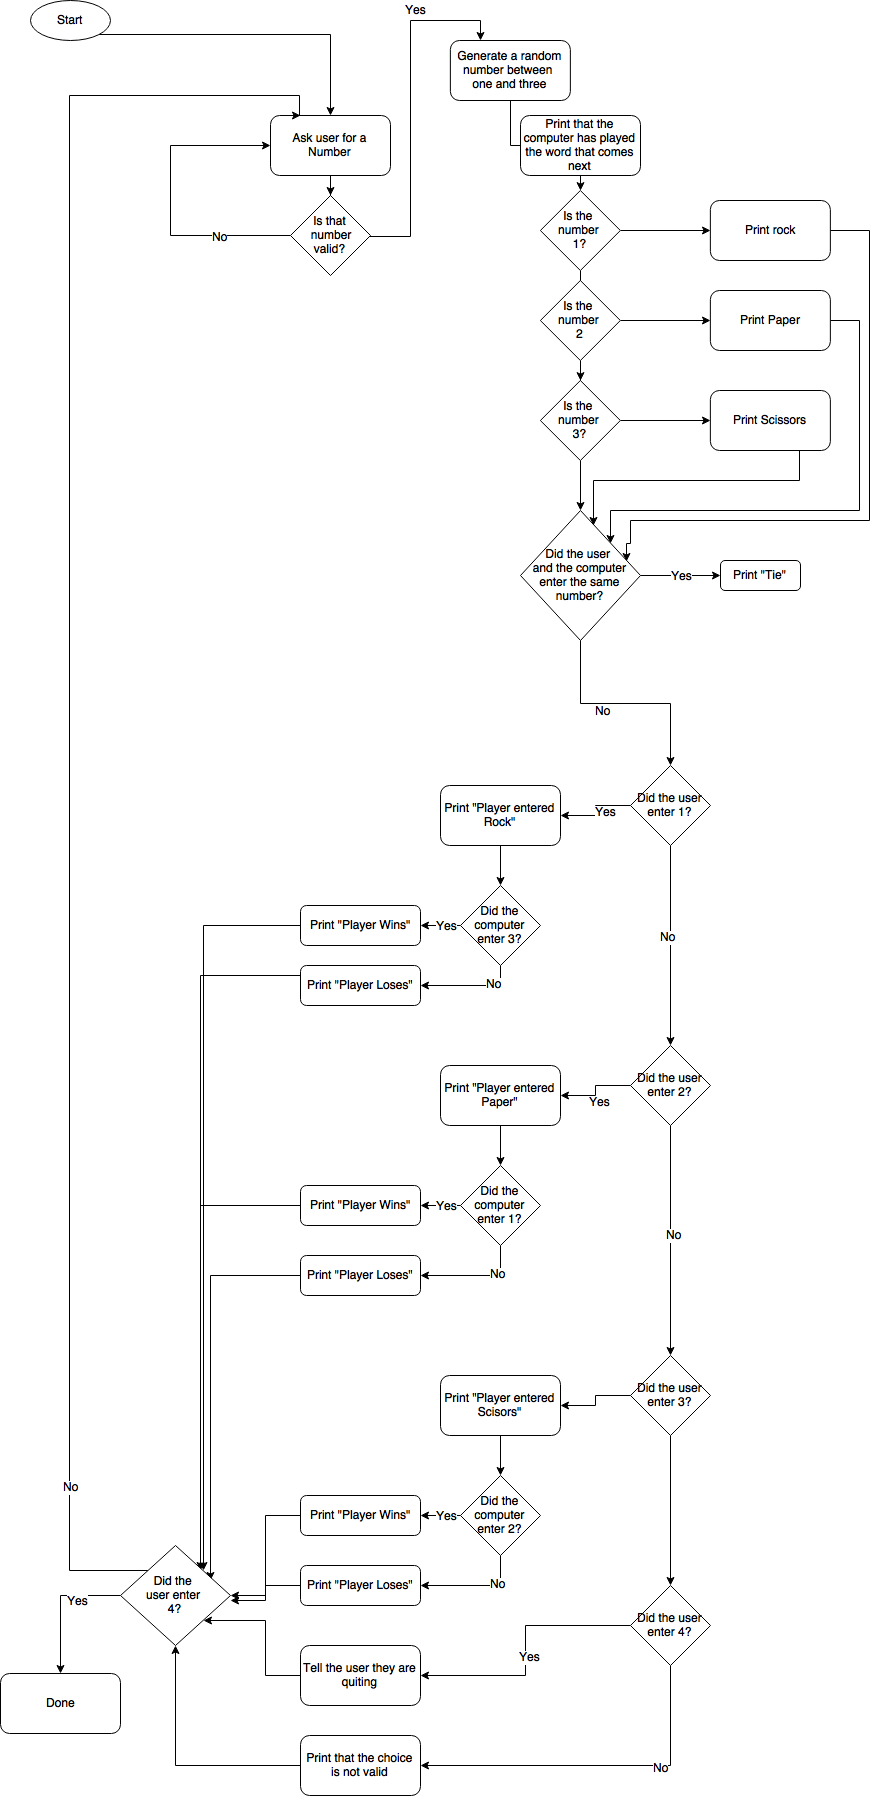 Start
Yes
Generate a random
number between
one and three
Ask user for a
Number
Print that the
computer has played
the word that comes
next
Is that
number
valid?
No
Is the
number
1?
Print rock
Is the
number
2
Print Paper
Is the
number
3?
Print Scissors
Did the user
and the computer
enter the same
number?
Yes
Print "Tie"
No
Did the user
enter 1?
Yes
Print "Player entered
Rock"
Did the
computer
enter 3?
Yes
Print "Player Wins"
No
Print "Player Loses"
No
Did the user
enter 2?
Yes
Print "Player entered
Paper"
Did the
computer
enter 1?
Yes
Print "Player Wins"
No
Print "Player Loses"
No
Did the user
enter 3?
Print "Player entered
Scisors"
Did the
computer
enter 2?
Yes
Print "Player Wins"
No
Print "Player Loses"
No
Did the
user enter
4?
Yes
Done
Did the user
enter 4?
Yes
Tell the user they are
quiting
No
Print that the choice
is not valid